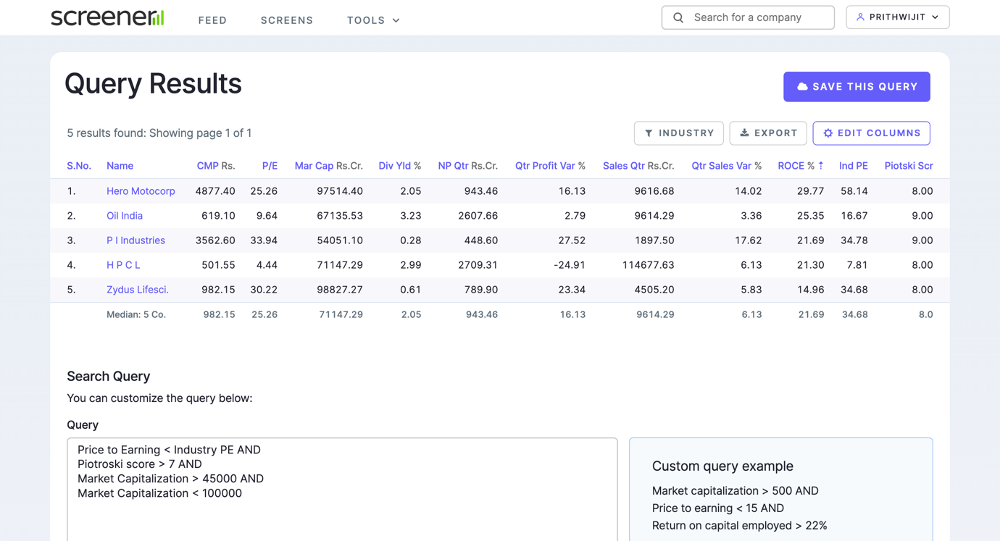 screener
FEED SCREENS TOOLS
Search for a company
PRITHWIJIT
Query Results
SAVE THIS QUERY
5 results found: Showing page 1 of 1
INDUSTRY EXPORT EDIT COLUMNS
S.No. Name CMP Rs. P/E Mar Cap Rs.Cr. Div Yld % NP Qtr Rs.Cr. Qtr Profit Var % Sales Qtr Rs.Cr. Qtr Sales Var % ROCE % ↑ Ind PE Piotski Scr
1. Hero Motocorp 4877.40 25.26 97514.40 2.05 943.46 16.13 9616.68 14.02 29.77 58.14 8.00
2. Oil India 619.10 9.64 67135.53 3.23 2607.66 2.79 9614.29 3.36 25.35 16.67 9.00
3. P I Industries 3562.60 33.94 54051.10 0.28 448.60 27.52 1897.50 17.62 21.69 34.78 9.00
4. H P C L 501.55 4.44 71147.29 2.99 2709.31 -24.91 114677.63 6.13 21.30 7.81 8.00
5. Zydus Lifesci. 982.15 30.22 98827.27 0.61 789.90 23.34 4505.20 5.83 14.96 34.68 8.00
Median: 5 Co. 982.15 25.26 71147.29 2.05 943.46 16.13 9614.29 6.13 21.69 34.68 8.0
Search Query
You can customize the query below:
Query
Price to Earning < Industry PE AND
Piotroski score > 7 AND
Market Capitalization > 45000 AND
Market Capitalization < 100000
Custom query example
Market capitalization > 500 AND
Price to earning < 15 AND
Return on capital employed > 22%